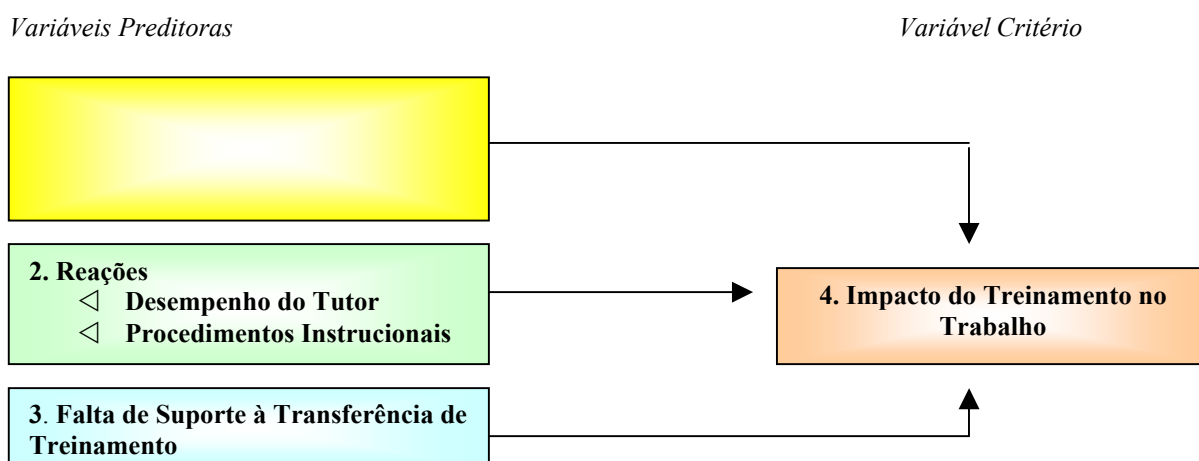 Variáveis Preditoras
Variável Critério
2. Reações
◁ Desempenho do Tutor
◁ Procedimentos Instrucionais
4. Impacto do Treinamento no
Trabalho
3. Falta de Suporte à Transferência de
Treinamento